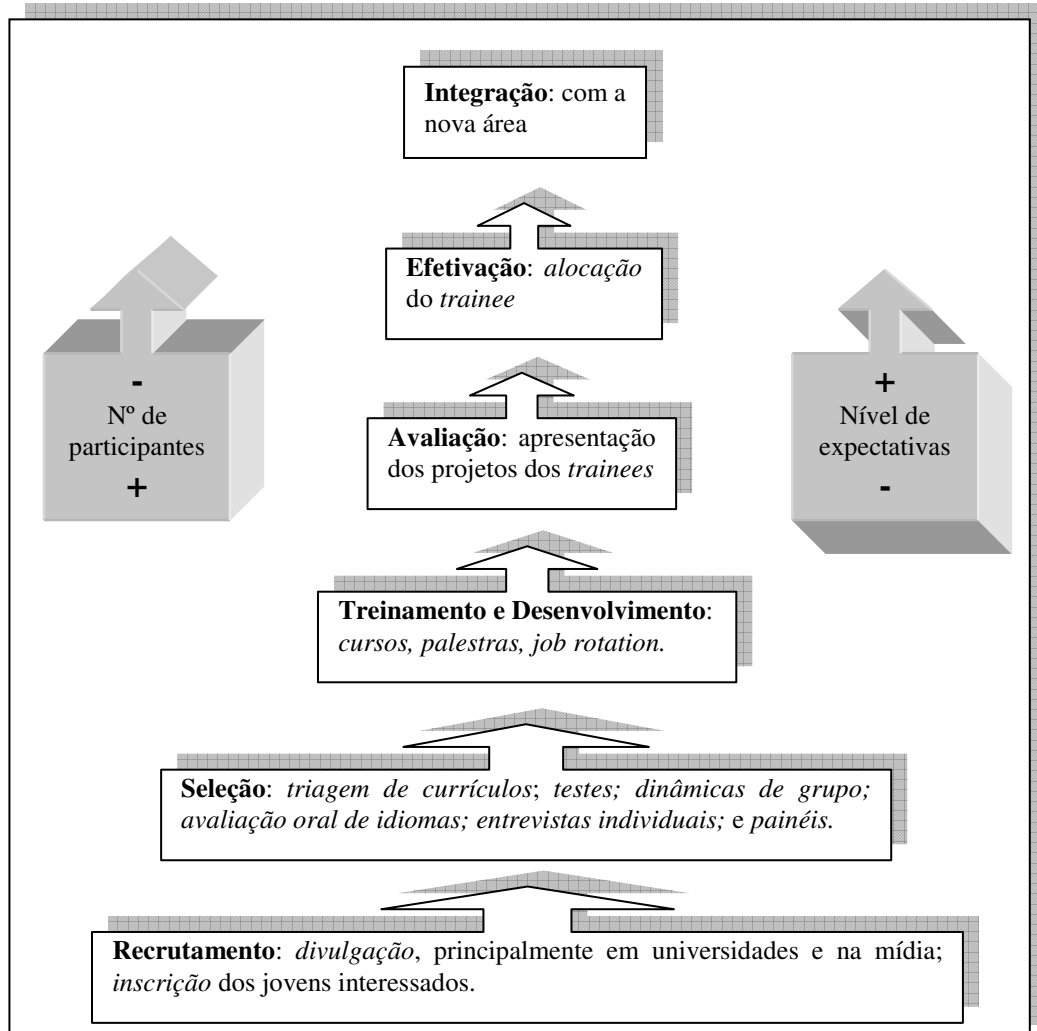 Integração: com a
nova área
Efetivação: alocação
do trainee
-
Nº de
participantes
+
+
Nível de
expectativas
-
Avaliação: apresentação
dos projetos dos trainees
Treinamento e Desenvolvimento:
cursos, palestras, job rotation.
Seleção: triagem de currículos; testes; dinâmicas de grupo;
avaliação oral de idiomas; entrevistas individuais; e painéis.
Recrutamento: divulgação, principalmente em universidades e na mídia;
inscrição dos jovens interessados.